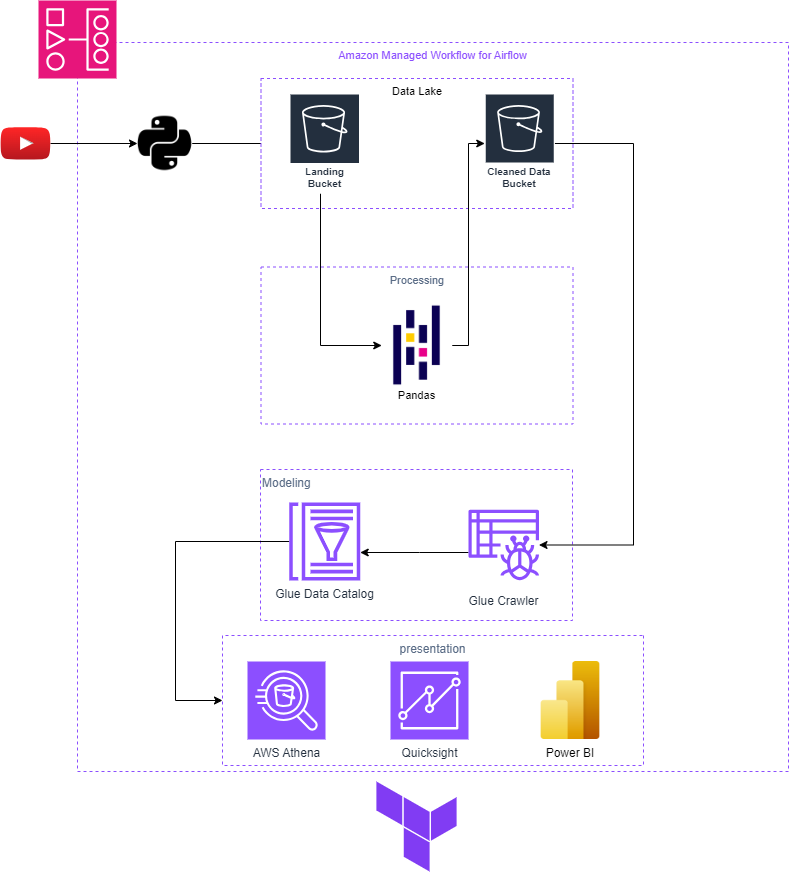 Amazon Managed Workflow for Airflow
Data Lake
Landing
Bucket
Cleaned Data
Bucket
Processing
Pandas
Modeling
Glue Data Catalog
Glue Crawler
presentation
AWS Athena
Quicksight
Power BI